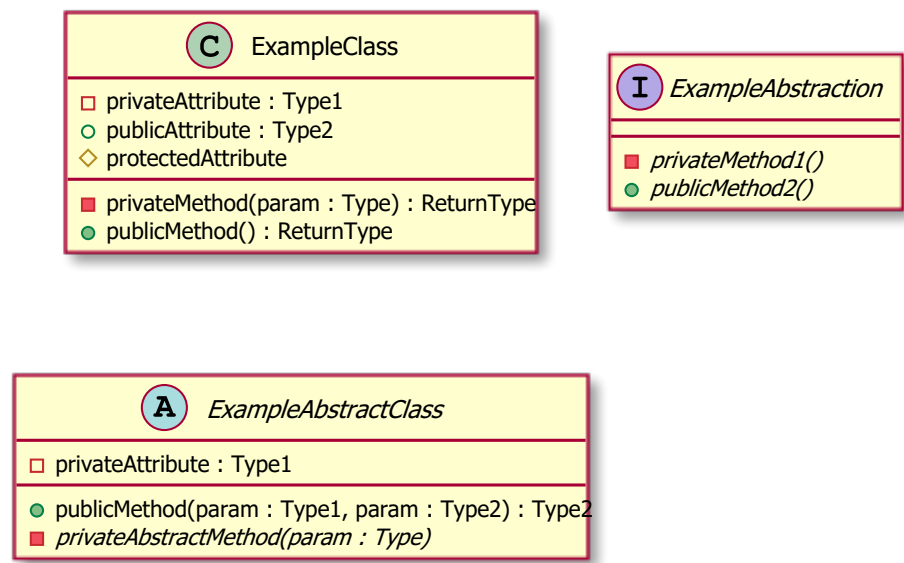 C ExampleClass
privateAttribute : Type1
publicAttribute : Type2
protectedAttribute
privateMethod(param : Type) : ReturnType
publicMethod() : ReturnType
I ExampleAbstraction
privateMethod1()
publicMethod2()
A ExampleAbstractClass
privateAttribute : Type1
publicMethod(param : Type1, param : Type2) : Type2
privateAbstractMethod(param : Type)